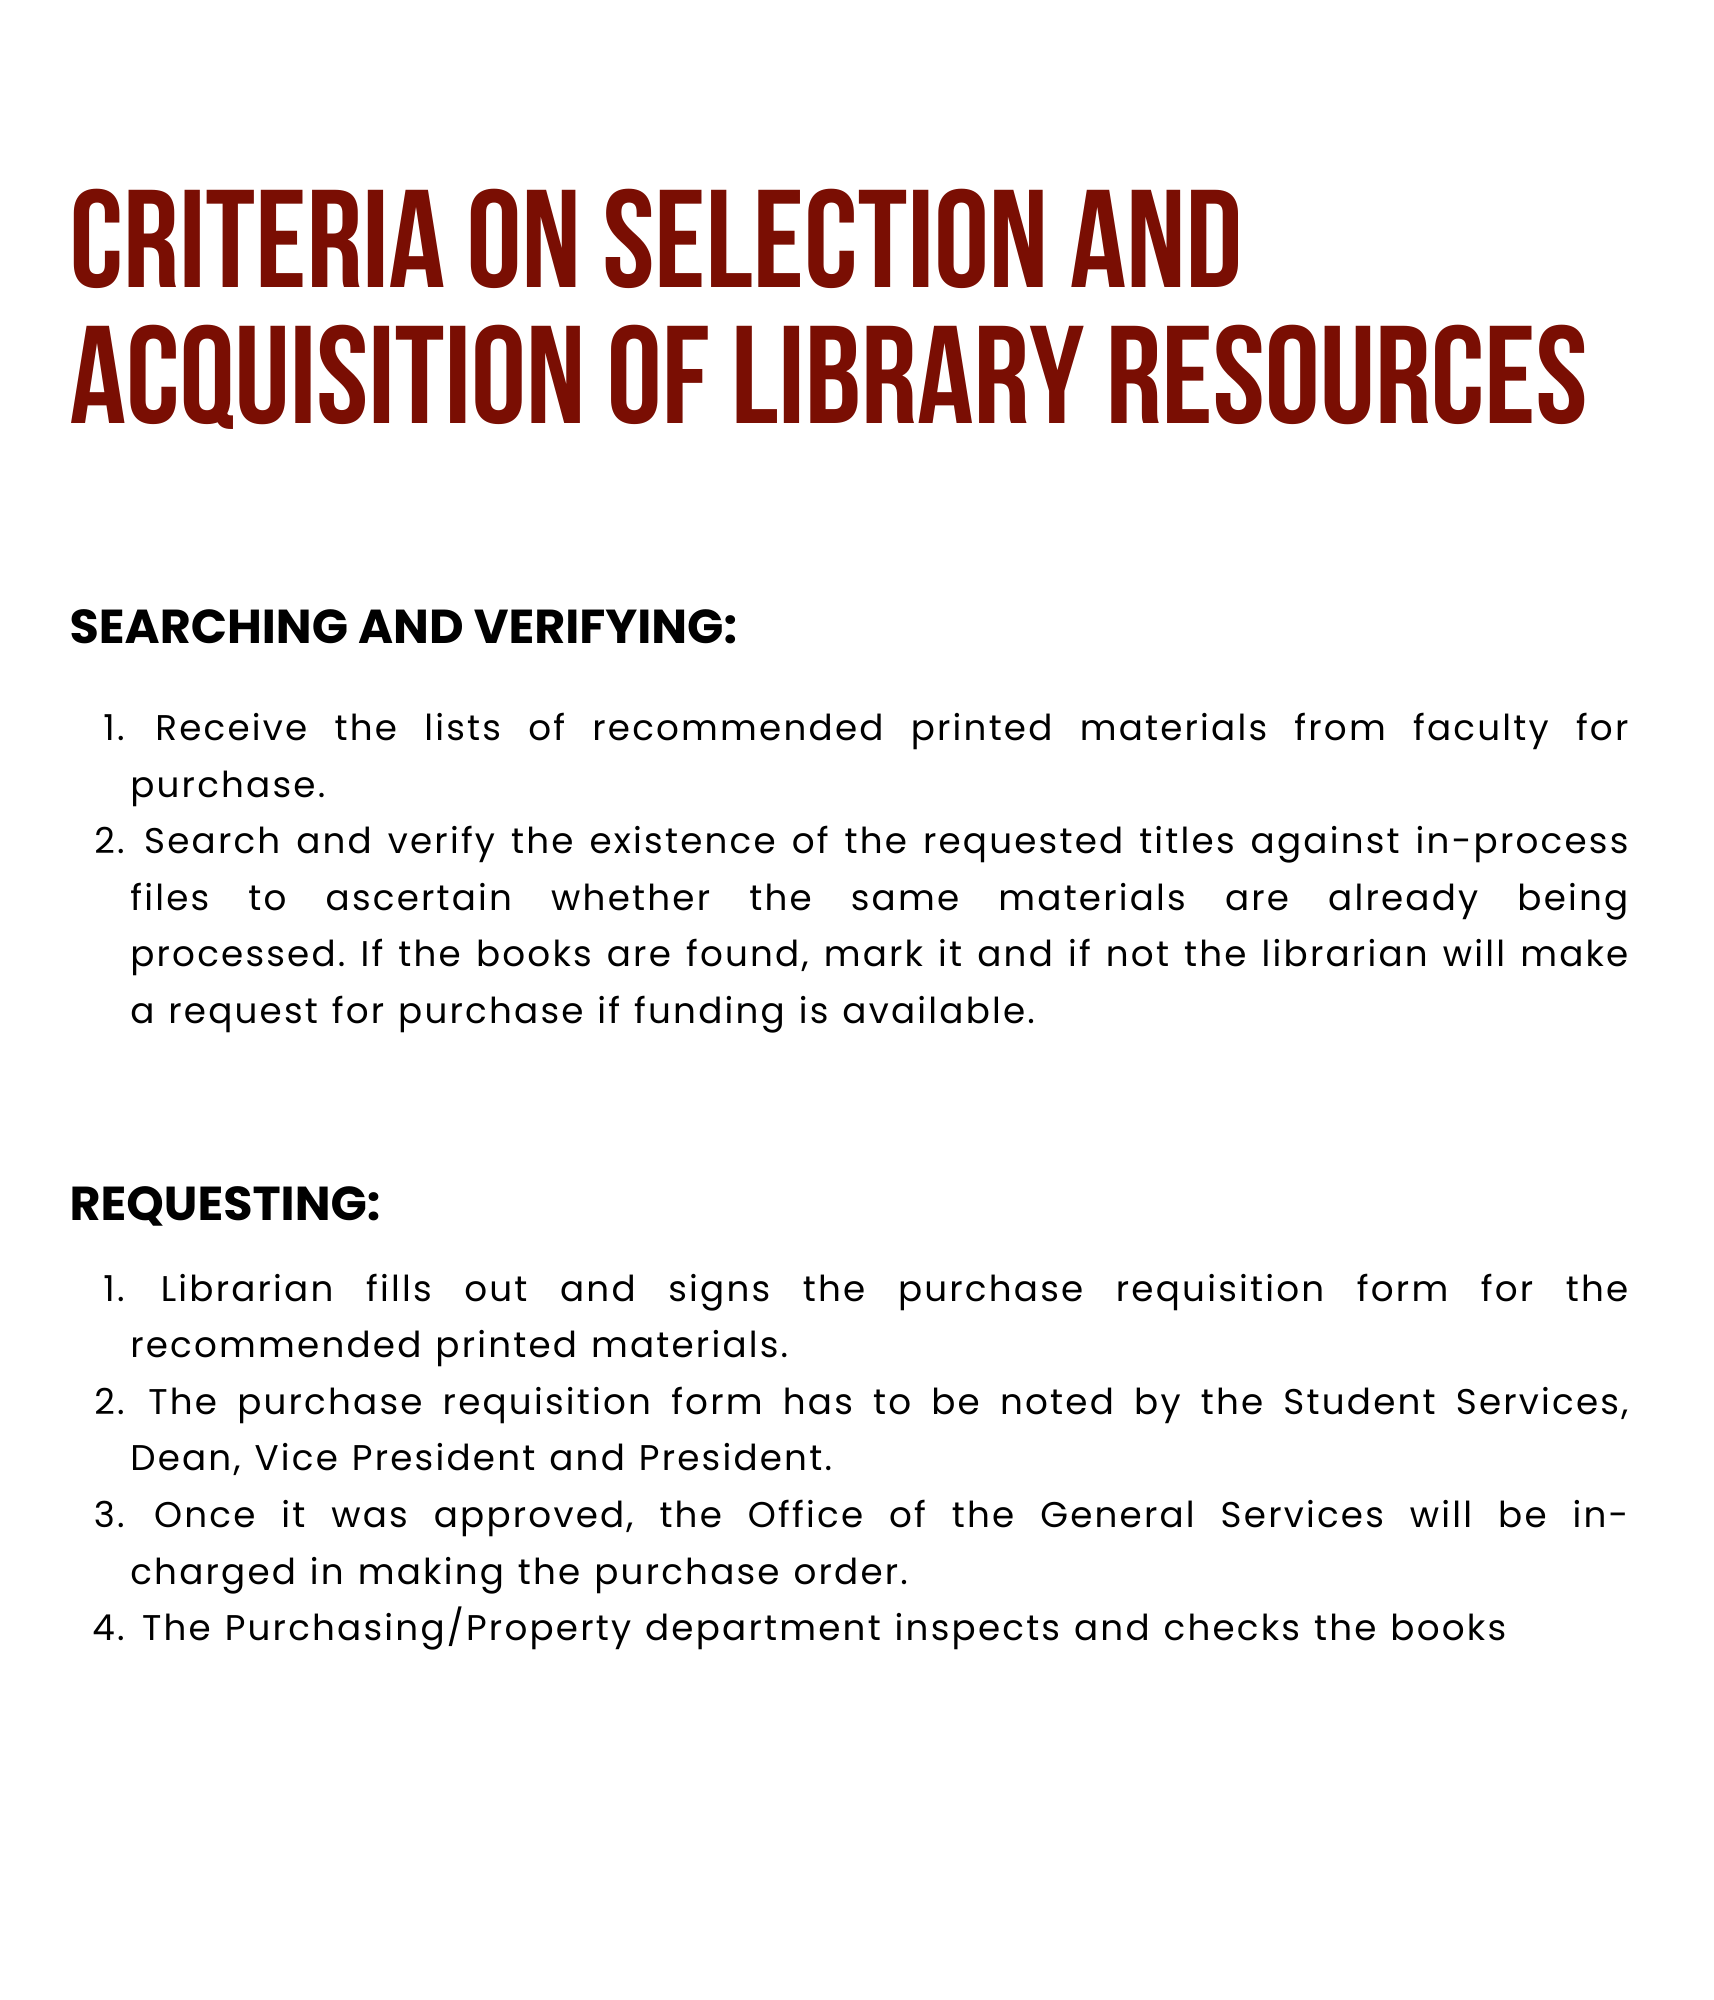 CRITERIA ON SELECTION AND
ACQUISITION OF LIBRARY RESOURCES
SEARCHING AND VERIFYING:
1. Receive the lists of recommended printed materials from faculty for
purchase.
2. Search and verify the existence of the requested titles against in-process
files to ascertain whether the same materials are already being
processed. If the books are found, mark it and if not the librarian will make
a request for purchase if funding is available.
REQUESTING:
1. Librarian fills out and signs the purchase requisition form for the
recommended printed materials.
2. The purchase requisition form has to be noted by the Student Services,
Dean, Vice President and President.
3. Once it was approved, the Office of the General Services will be in-
charged in making the purchase order.
4. The Purchasing/Property department inspects and checks the books